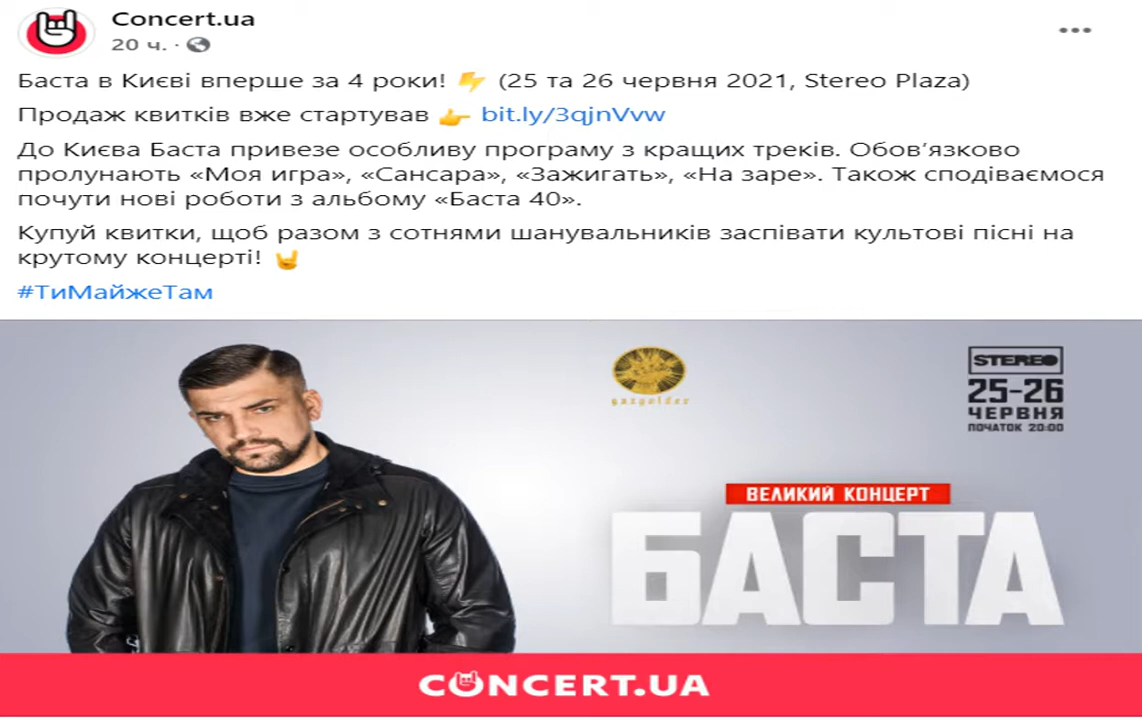 Concert.ua
20 ч. ·
Баста в Києві вперше за 4 роки! ⚡ (25 та 26 червня 2021, Stereo Plaza)
Продаж квитків вже стартував 👉 bit.ly/3qjnVvw
До Києва Баста привезе особливу програму з кращих треків. Обов’язково
пролунають «Моя игра», «Сансара», «Зажигать», «На заре». Також сподіваємося
почути нові роботи з альбому «Баста 40».
Купуй квитки, щоб разом з сотнями шанувальників заспівати культові пісні на
крутому концерті! 🤘
#ТиМайжеТам
gazgolder
STEREO
25-26
ЧЕРВНЯ
ПОЧАТОК 20:00
ВЕЛИКИЙ КОНЦЕРТ
БАСТА
CONCERT.UA